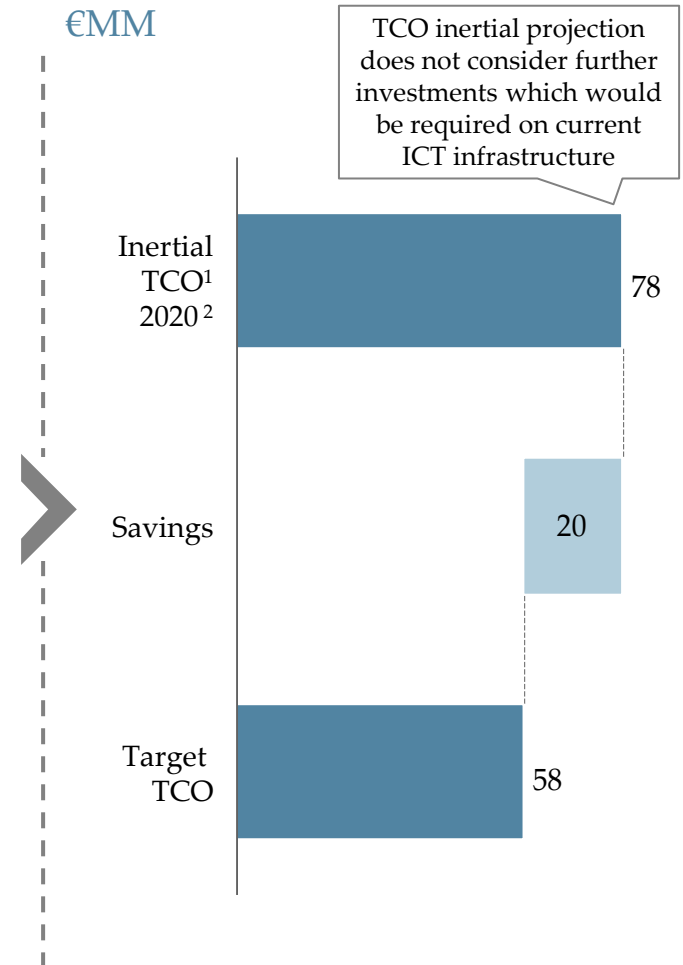 €MM
TCO inertial projection
does not consider further
investments which would
be required on current
ICT infrastructure
Inertial
TCO¹
2020 ²
78
Savings
20
Target
TCO
58